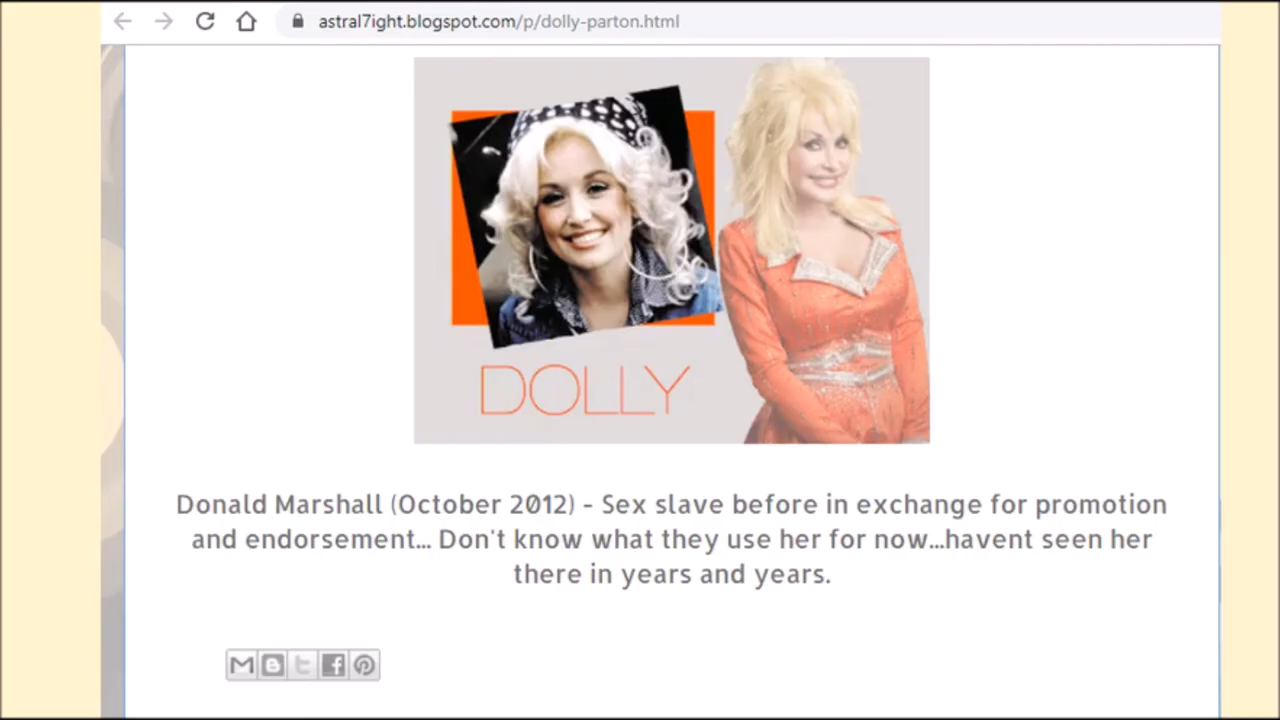 astral7ight.blogspot.com/p/dolly-parton.html
DOLLY
Donald Marshall (October 2012) - Sex slave before in exchange for promotion
and endorsement... Don't know what they use her for now...havent seen her
there in years and years.